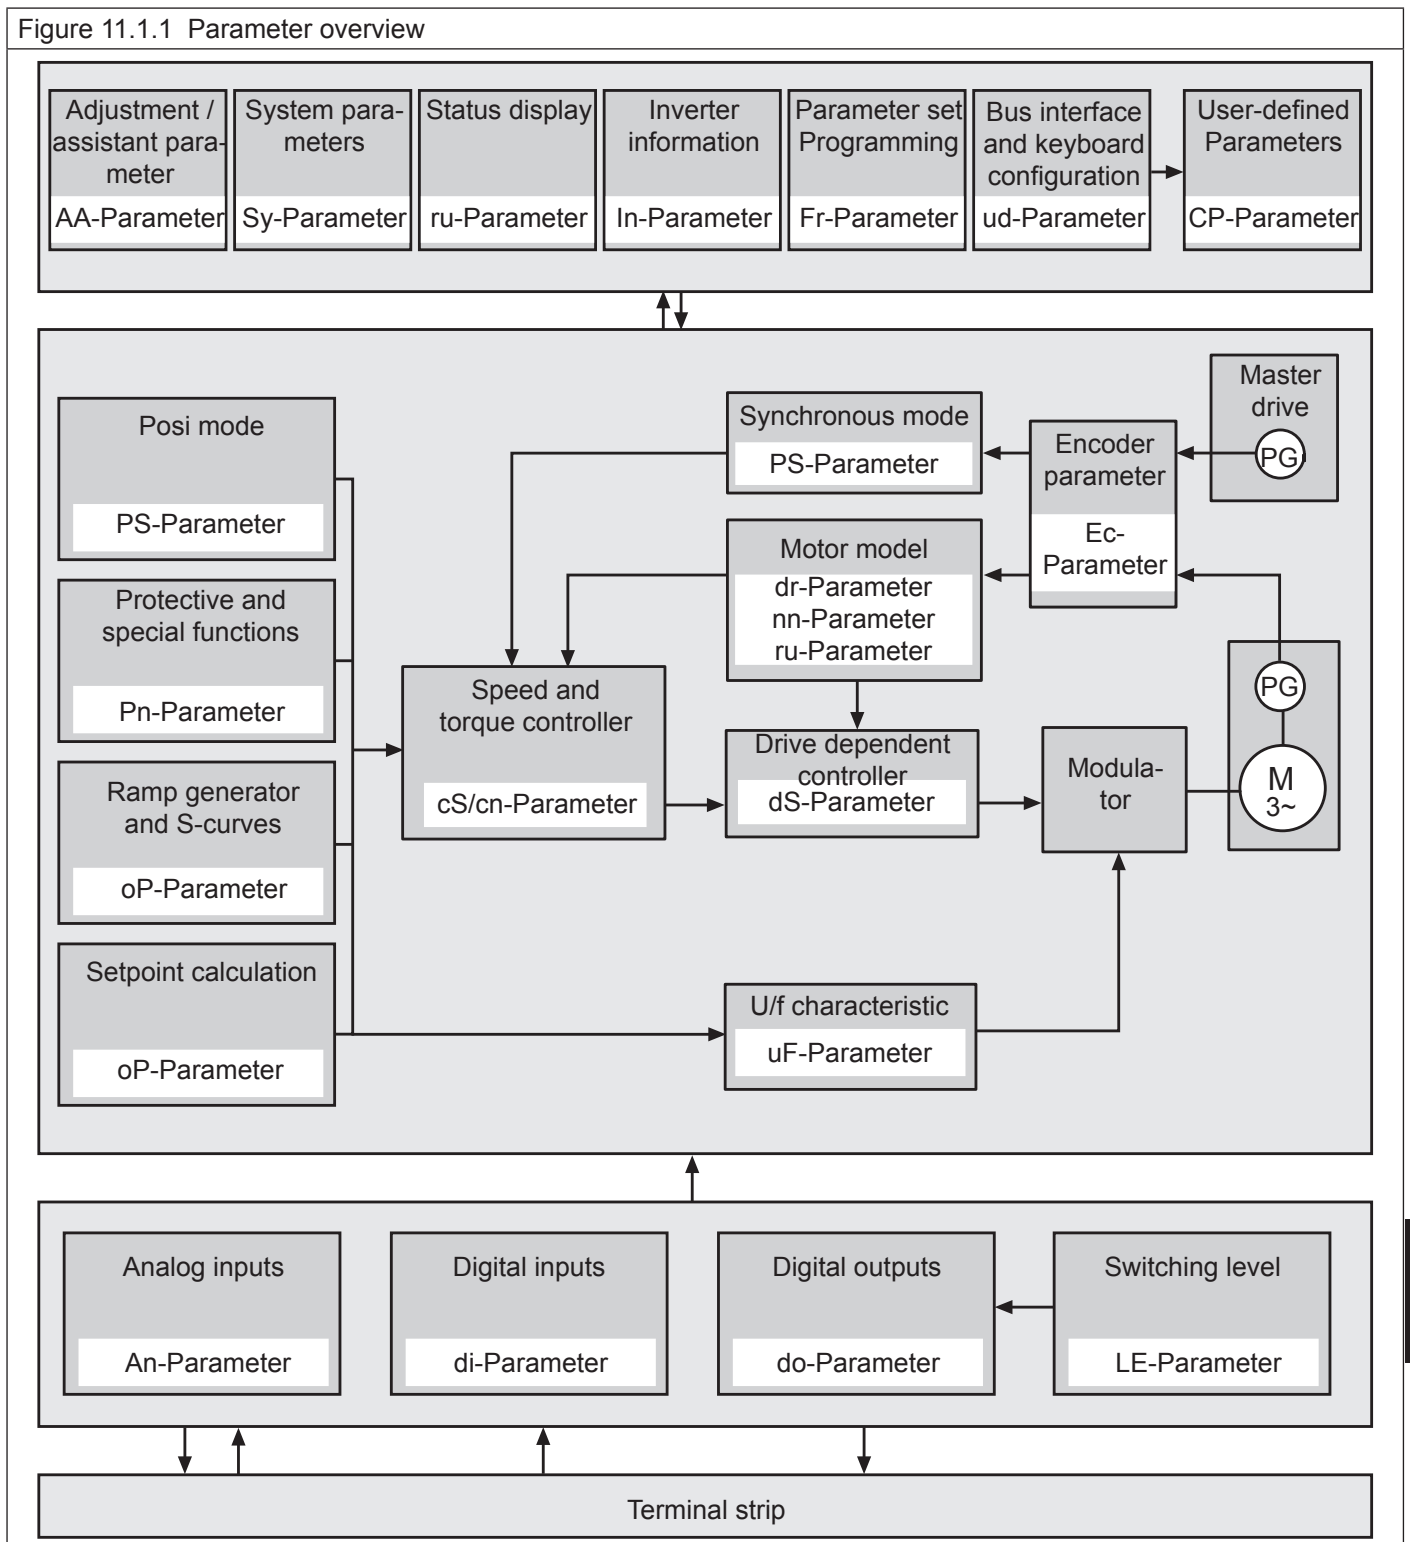 Figure 11.1.1 Parameter overview
Adjustment /
assistant para-
meter
AA-Parameter
System para-
meters
Sy-Parameter
Status display
ru-Parameter
Inverter
information
In-Parameter
Parameter set
Programming
Fr-Parameter
Bus interface
and keyboard
configuration
ud-Parameter
User-defined
Parameters
CP-Parameter
Posi mode
PS-Parameter
Protective and
special functions
Pn-Parameter
Ramp generator
and S-curves
oP-Parameter
Setpoint calculation
oP-Parameter
Speed and
torque controller
cS/cn-Parameter
Synchronous mode
PS-Parameter
Motor model
dr-Parameter
nn-Parameter
ru-Parameter
Drive dependent
controller
dS-Parameter
U/f characteristic
uF-Parameter
Encoder
parameter
Ec-
Parameter
Master
drive
PG
Modula-
tor
PG
M
3~
Analog inputs
An-Parameter
Digital inputs
di-Parameter
Digital outputs
do-Parameter
Switching level
LE-Parameter
Terminal strip